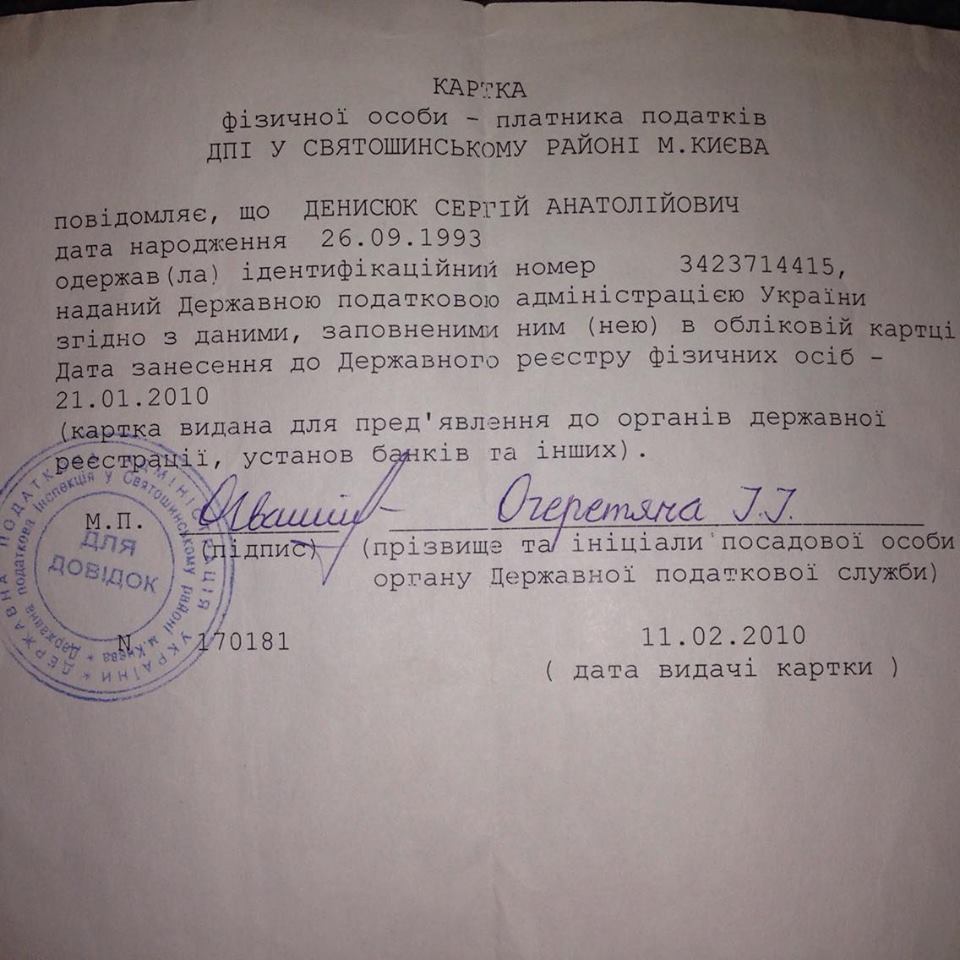 КАРТКА
фізичної особи - платника податків
ДПІ У СВЯТОШИНСЬКОМУ РАЙОНІ М.КИЄВА
повідомляє, що ДЕНИСЮК СЕРГІЙ АНАТОЛІЙОВИЧ
дата народження 26.09.1993
одержав(ла) ідентифікаційний номер 3423714415,
наданий Державною податковою адміністрацією України
згідно з даними, заповненими ним (нею) в обліковій картці
Дата занесення до Державного реєстру фізичних осіб -
21.01.2010
(картка видана для пред'явлення до органів державної
реєстрації, установ банків та інших).
М.П. Огеретяна І.І.
(підпис) (прізвище та ініціали посадової особи
органу Державної податкової служби)
N 170181 11.02.2010
( дата видачі картки )
ДЕРЖАВНА ПОДАТКОВА АДМІНІСТРАЦІЯ УКРАЇНИ *
Державна податкова Інспекція у Святошинському районі м.Києва *
ДЛЯ
ДОВІДОК